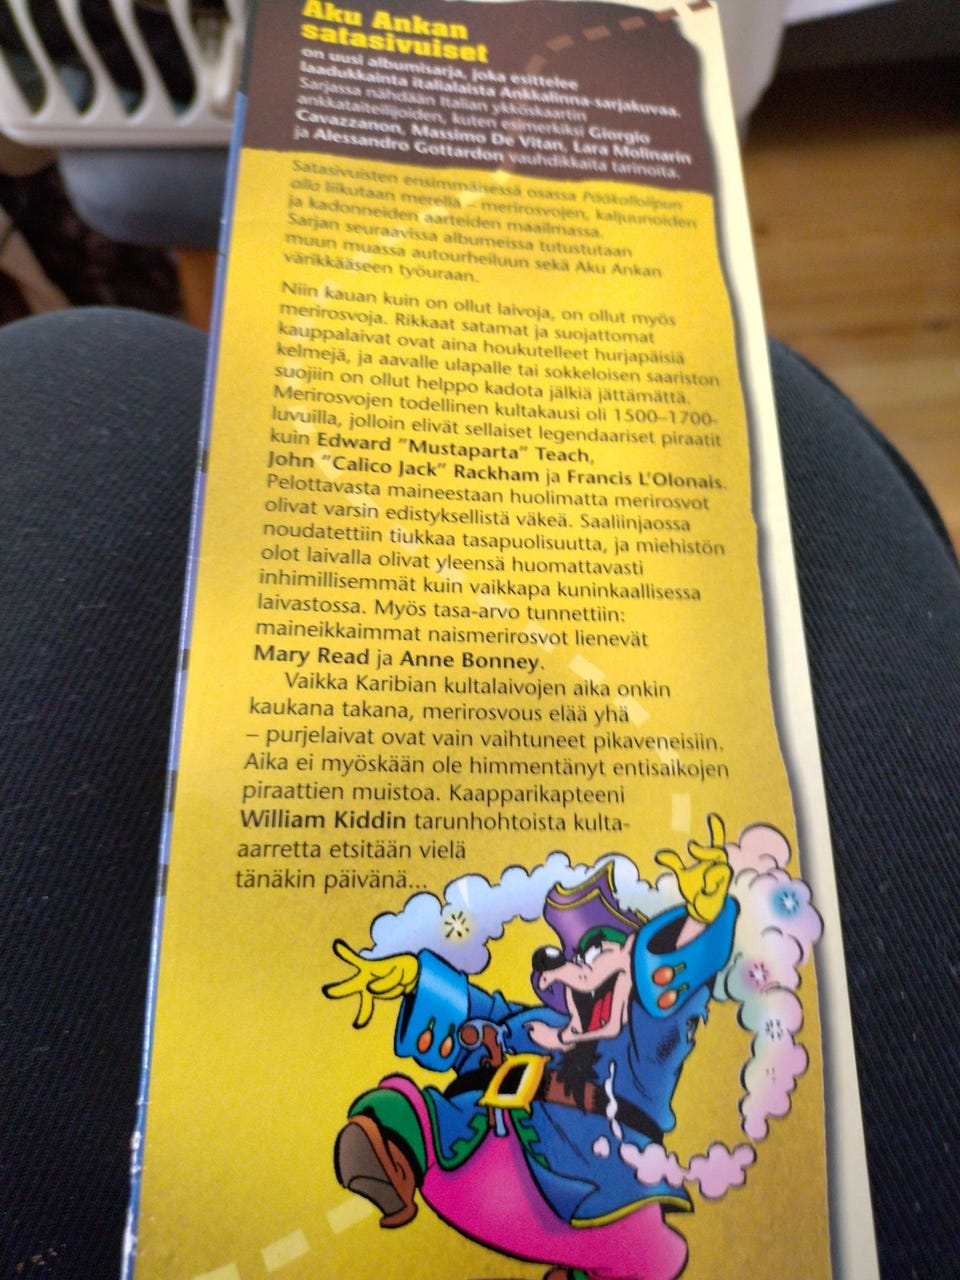 Aku Ankan
satasivuiset
on uusi albumisarja, joka esittelee
laadukkainta italialaista Ankkalinna-sarjakuvaa.
Sarjassa nähdään Italian ykköskaartin
ankkataiteilijoiden, kuten esimerkiksi Giorgio
Cavazzanon, Massimo De Vitan, Lara Molinarin
ja Alessandro Gottardon vauhdikkaita tarinoita.
Satasivuisten ensimmäisessä osassa Pääkallolipun
alla liikutaan merellä – merirosvojen, kaljuunoiden
ja kadonneiden aarteiden maailmassa.
Sarjan seuraavissa albumeissa tutustutaan
muun muassa autourheiluun sekä Aku Ankan
värikkääseen työuraan.
Niin kauan kuin on ollut laivoja, on ollut myös
merirosvoja. Rikkaat satamat ja suojattomat
kauppalaivat ovat aina houkutelleet hurjapäisiä
kelmejä, ja aavalle ulapalle tai sokkeloisen saariston
suojiin on ollut helppo kadota jälkiä jättämättä.
Merirosvojen todellinen kultakausi oli 1500–1700-
luvuilla, jolloin elivät sellaiset legendaariset piraatit
kuin Edward ”Mustaparta” Teach,
John ”Calico Jack” Rackham ja Francis L’Olonais.
Pelottavasta maineestaan huolimatta merirosvot
olivat varsin edistyksellistä väkeä. Saaliinjaossa
noudatettiin tiukkaa tasapuolisuutta, ja miehistön
olot laivalla olivat yleensä huomattavasti
inhimillisemmät kuin vaikkapa kuninkaallisessa
laivastossa. Myös tasa-arvo tunnettiin:
maineikkaimmat naismerirosvot lienevät
Mary Read ja Anne Bonney.
Vaikka Karibian kultalaivojen aika onkin
kaukana takana, merirosvous elää yhä
– purjelaivat ovat vain vaihtuneet pikaveneisiin.
Aika ei myöskään ole himmentänyt entisaikojen
piraattien muistoa. Kaapparikapteeni
William Kiddin tarunhohtoista kulta-
aarretta etsitään vielä
tänäkin päivänä...